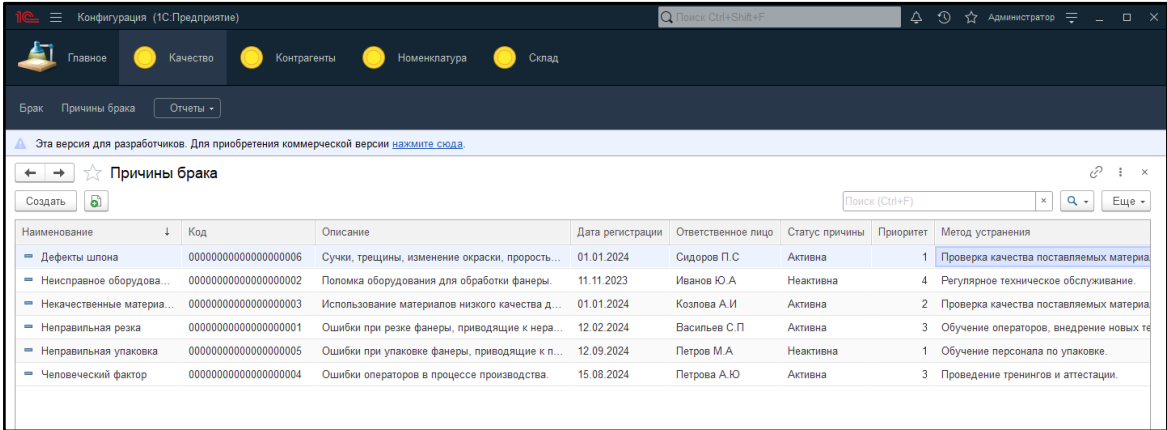 1С Конфигурация (1С:Предприятие) Поиск Ctrl+Shift+F Администратор
Главное Качество Контрагенты Номенклатура Склад
Брак Причины брака Отчеты
Эта версия для разработчиков. Для приобретения коммерческой версии нажмите сюда.
Причины брака
Создать Поиск (Ctrl+F) × Еще
Наименование ↓ Код Описание Дата регистрации Ответственное лицо Статус причины Приоритет Метод устранения
Дефекты шпона 00000000000000000006 Сучки, трещины, изменение окраски, прорость... 01.01.2024 Сидоров П.С Активна 1 Проверка качества поставляемых материа
Неисправное оборудова... 00000000000000000002 Поломка оборудования для обработки фанеры. 11.11.2023 Иванов Ю.А Неактивна 4 Регулярное техническое обслуживание.
Некачественные материа... 00000000000000000003 Использование материалов низкого качества д... 01.01.2024 Козлова А.И Активна 2 Проверка качества поставляемых материа
Неправильная резка 00000000000000000001 Ошибки при резке фанеры, приводящие к нера... 12.02.2024 Васильев С.П Активна 3 Обучение операторов, внедрение новых те
Неправильная упаковка 00000000000000000005 Ошибки при упаковке фанеры, приводящие к п... 12.09.2024 Петров М.А Неактивна 1 Обучение персонала по упаковке.
Человеческий фактор 00000000000000000004 Ошибки операторов в процессе производства. 15.08.2024 Петрова А.Ю Активна 3 Проведение тренингов и аттестации.